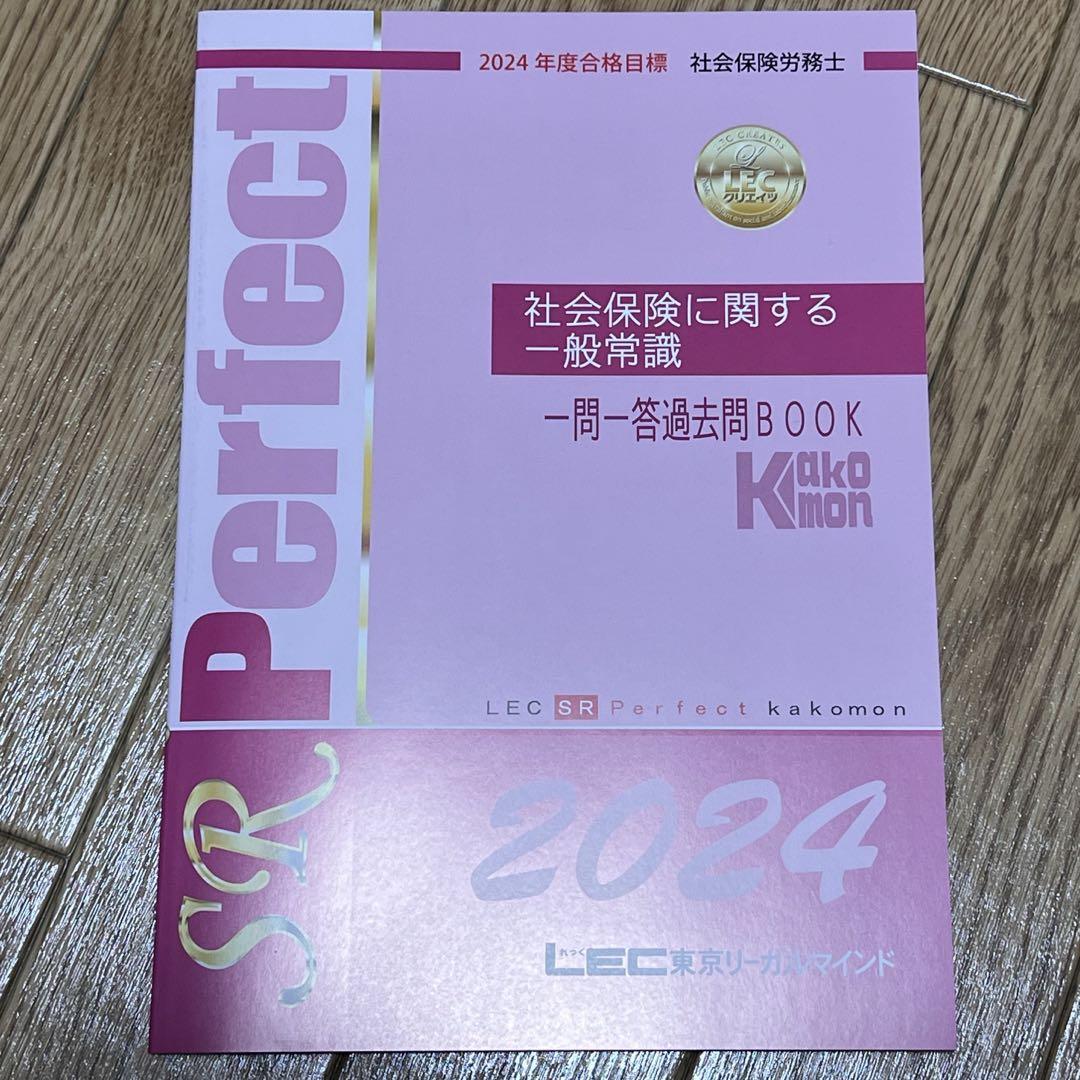 2024年度合格目標 社会保険労務士
LEC CREATES
LEC
クリエイツ
社会保険に関する
一般常識
一問一答過去問BOOK
Kakomon
Perfect
LEC SR Perfect kakomon
SR
2024
れっく
LEC東京リーガルマインド